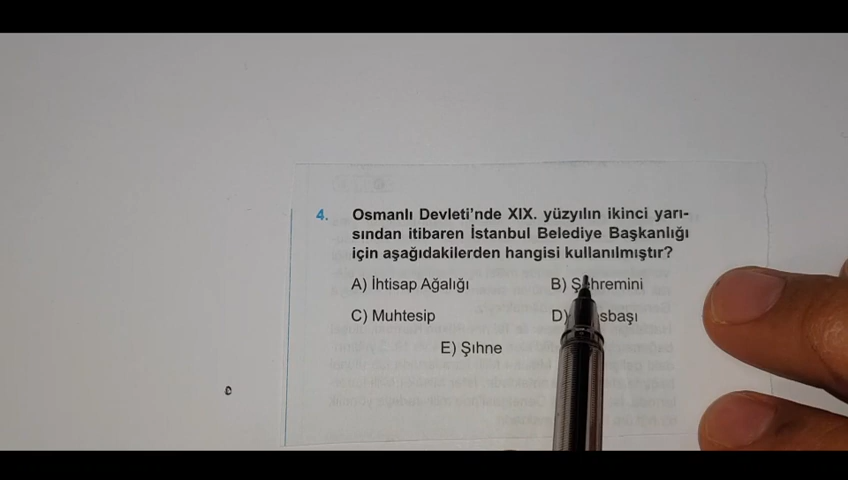 4. Osmanlı Devleti'nde XIX. yüzyılın ikinci yarı-
sından itibaren İstanbul Belediye Başkanlığı
için aşağıdakilerden hangisi kullanılmıştır?
A) İhtisap Ağalığı B) Şehremini
C) Muhtesip D)
E) Şıhne